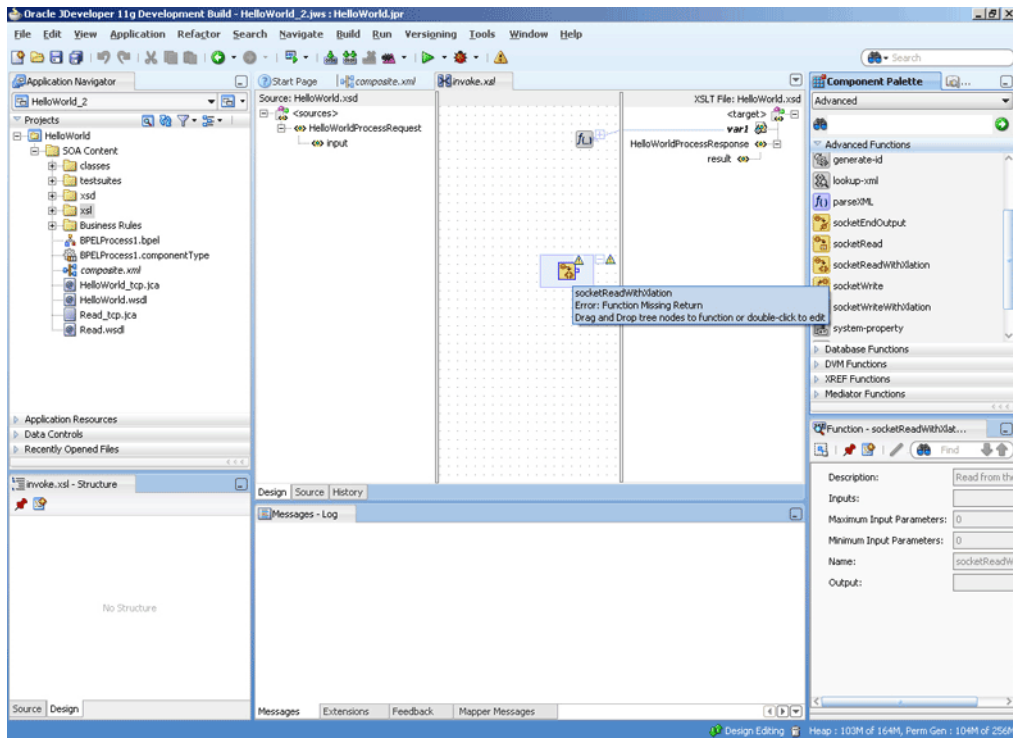 Oracle JDeveloper 11g Development Build - HelloWorld_2.jws : HelloWorld.jpr
File Edit View Application Refactor Search Navigate Build Run Versioning Tools Window Help
Search
Application Navigator
HelloWorld_2
Projects
HelloWorld
SOA Content
classes
testsuites
xsd
xsl
Business Rules
BPELProcess1.bpel
BPELProcess1.componentType
composite.xml
HelloWorld_tcp.jca
HelloWorld.wsdl
Read_tcp.jca
Read.wsdl
Application Resources
Data Controls
Recently Opened Files
invoke.xsl - Structure
No Structure
Source Design
Start Page composite.xml invoke.xsl
Source: HelloWorld.xsd
<sources>
HelloWorldProcessRequest
input
XSLT File: HelloWorld.xsd
<target>
var1
HelloWorldProcessResponse
result
f()
socketReadWithXlation
Error: Function Missing Return
Drag and Drop tree nodes to function or double-click to edit
Design Source History
Messages - Log
Messages Extensions Feedback Mapper Messages
Component Palette
Advanced
Advanced Functions
generate-id
lookup-xml
f() parseXML
socketEndOutput
socketRead
socketReadWithXlation
socketWrite
socketWriteWithXlation
system-property
Database Functions
DVM Functions
XREF Functions
Mediator Functions
Function - socketReadWithXlat...
Find
Description: Read from the
Inputs:
Maximum Input Parameters: 0
Minimum Input Parameters: 0
Name: socketReadW
Output:
Design Editing Heap : 103M of 164M, Perm Gen : 104M of 256M